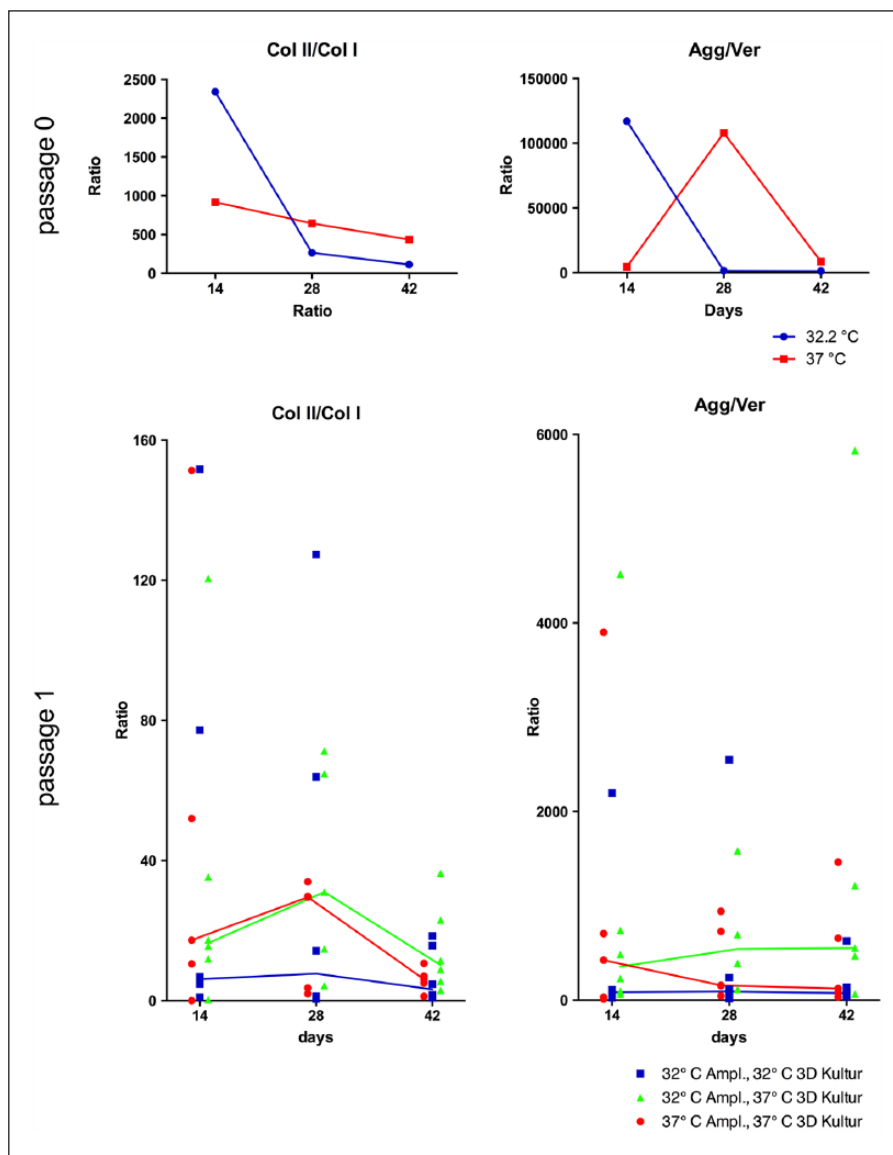 Col II/Col I
Agg/Ver
passage 0
Ratio
2500
2000
1500
1000
500
0
14
28
42
Ratio
Ratio
150000
100000
50000
0
14
28
42
Days
32.2 °C
37 °C
Col II/Col I
Agg/Ver
passage 1
Ratio
160
120
80
40
0
14
28
42
days
Ratio
6000
4000
2000
0
14
28
42
days
32° C Ampl., 32° C 3D Kultur
32° C Ampl., 37° C 3D Kultur
37° C Ampl., 37° C 3D Kultur